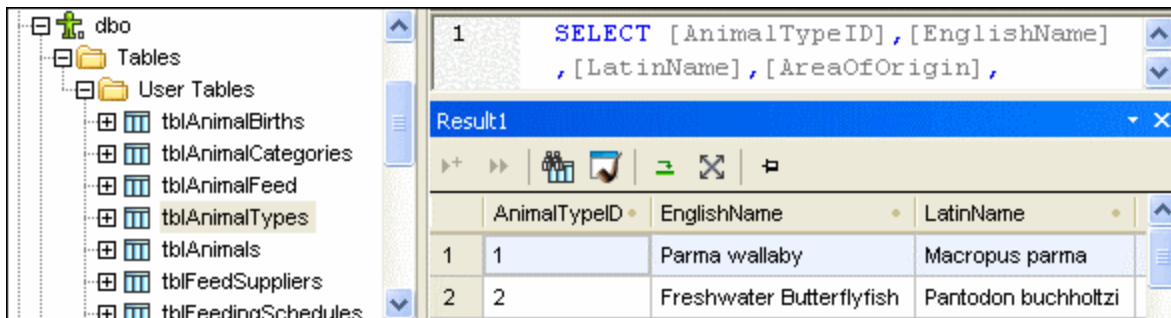 dbo
Tables
User Tables
tblAnimalBirths
tblAnimalCategories
tblAnimalFeed
tblAnimalTypes
tblAnimals
tblFeedSuppliers
tblFeedingSchedules
1 SELECT [AnimalTypeID],[EnglishName]
,[LatinName],[AreaOfOrigin],
Result1
AnimalTypeID EnglishName LatinName
1 1 Parma wallaby Macropus parma
2 2 Freshwater Butterflyfish Pantodon buchholtzi